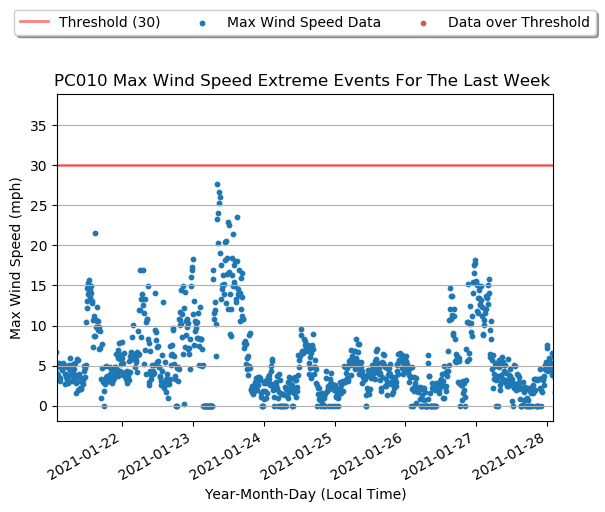 Threshold (30) Max Wind Speed Data Data over Threshold
PC010 Max Wind Speed Extreme Events For The Last Week
Max Wind Speed (mph)
35
30
25
20
15
10
5
0
2021-01-22 2021-01-23 2021-01-24 2021-01-25 2021-01-26 2021-01-27 2021-01-28
Year-Month-Day (Local Time)